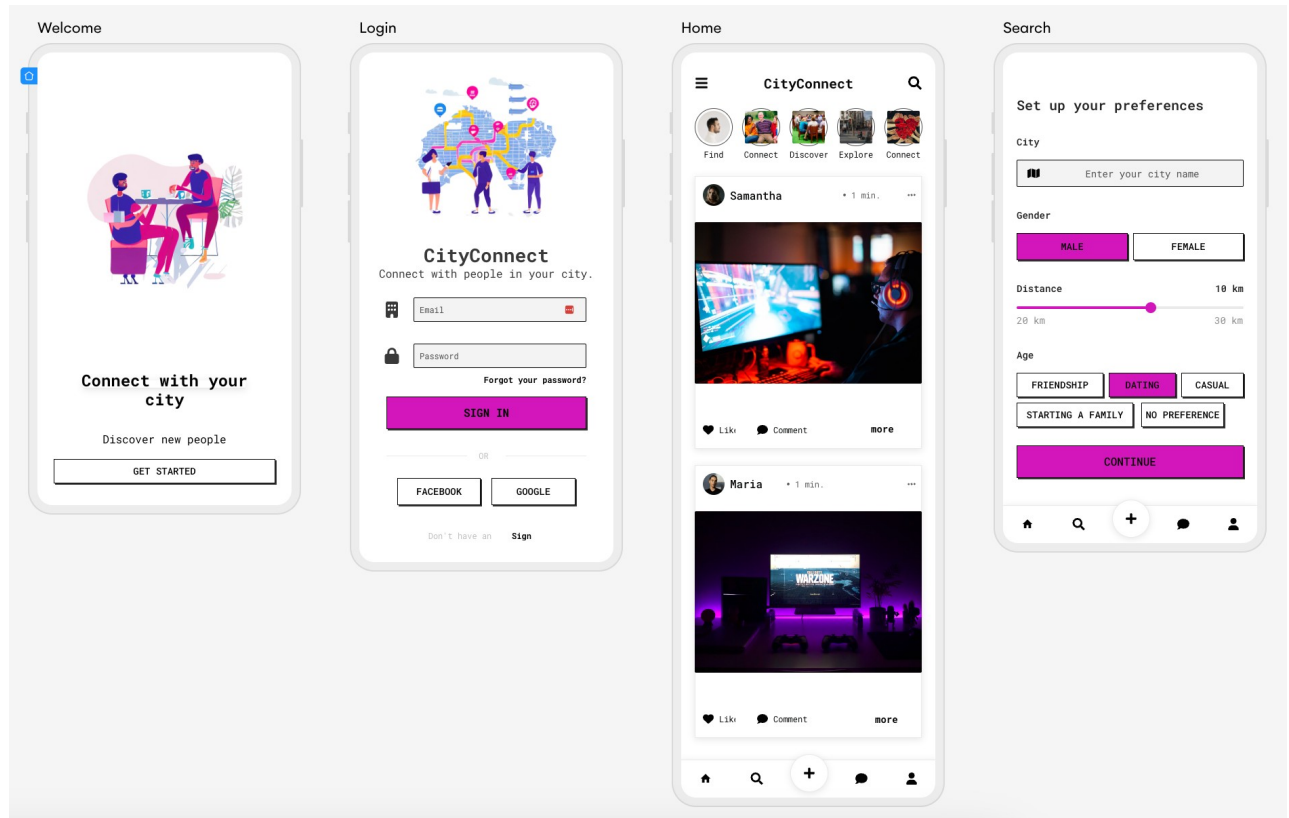 Welcome
Connect with your
city
Discover new people
GET STARTED
Login
CityConnect
Connect with people in your city.
Email
Password
Forgot your password?
SIGN IN
OR
FACEBOOK
GOOGLE
Don't have an Sign
Home
CityConnect
Find
Connect
Discover
Explore
Connect
Samantha • 1 min.
Like
Comment
more
Maria • 1 min.
WARZONE
Like
Comment
more
Search
Set up your preferences
City
Enter your city name
Gender
MALE
FEMALE
Distance 10 km
20 km 30 km
Age
FRIENDSHIP
DATING
CASUAL
STARTING A FAMILY
NO PREFERENCE
CONTINUE